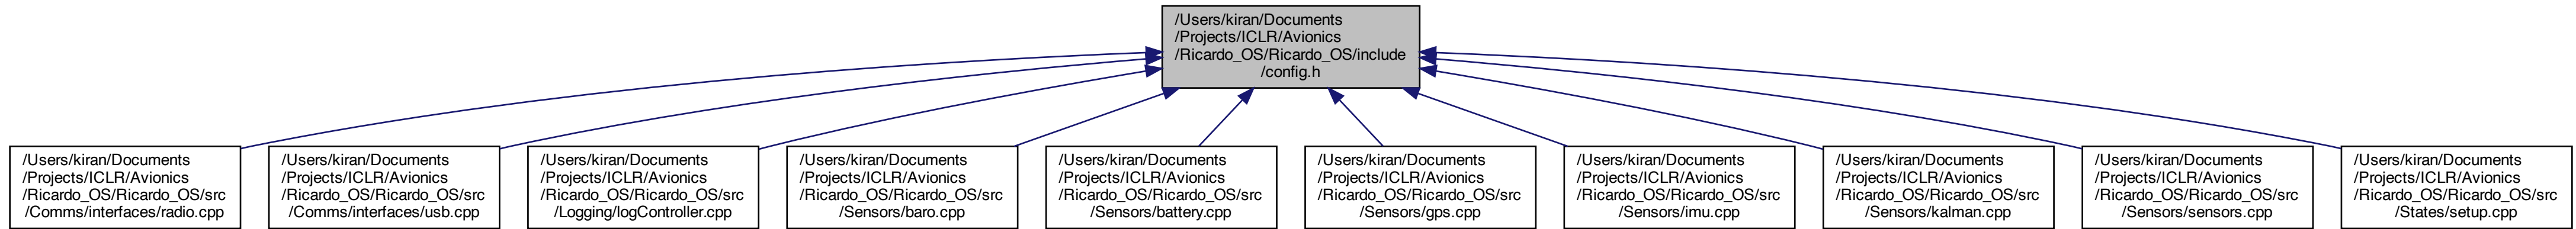 /Users/kiran/Documents
/Projects/ICLR/Avionics
/Ricardo_OS/Ricardo_OS/include
/config.h
/Users/kiran/Documents
/Projects/ICLR/Avionics
/Ricardo_OS/Ricardo_OS/src
/Comms/interfaces/radio.cpp
/Users/kiran/Documents
/Projects/ICLR/Avionics
/Ricardo_OS/Ricardo_OS/src
/Comms/interfaces/usb.cpp
/Users/kiran/Documents
/Projects/ICLR/Avionics
/Ricardo_OS/Ricardo_OS/src
/Logging/logController.cpp
/Users/kiran/Documents
/Projects/ICLR/Avionics
/Ricardo_OS/Ricardo_OS/src
/Sensors/baro.cpp
/Users/kiran/Documents
/Projects/ICLR/Avionics
/Ricardo_OS/Ricardo_OS/src
/Sensors/battery.cpp
/Users/kiran/Documents
/Projects/ICLR/Avionics
/Ricardo_OS/Ricardo_OS/src
/Sensors/gps.cpp
/Users/kiran/Documents
/Projects/ICLR/Avionics
/Ricardo_OS/Ricardo_OS/src
/Sensors/imu.cpp
/Users/kiran/Documents
/Projects/ICLR/Avionics
/Ricardo_OS/Ricardo_OS/src
/Sensors/kalman.cpp
/Users/kiran/Documents
/Projects/ICLR/Avionics
/Ricardo_OS/Ricardo_OS/src
/Sensors/sensors.cpp
/Users/kiran/Documents
/Projects/ICLR/Avionics
/Ricardo_OS/Ricardo_OS/src
/States/setup.cpp